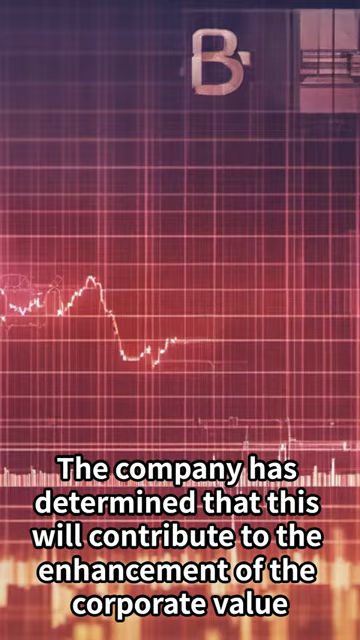 B
The company has
determined that this
will contribute to the
enhancement of the
corporate value